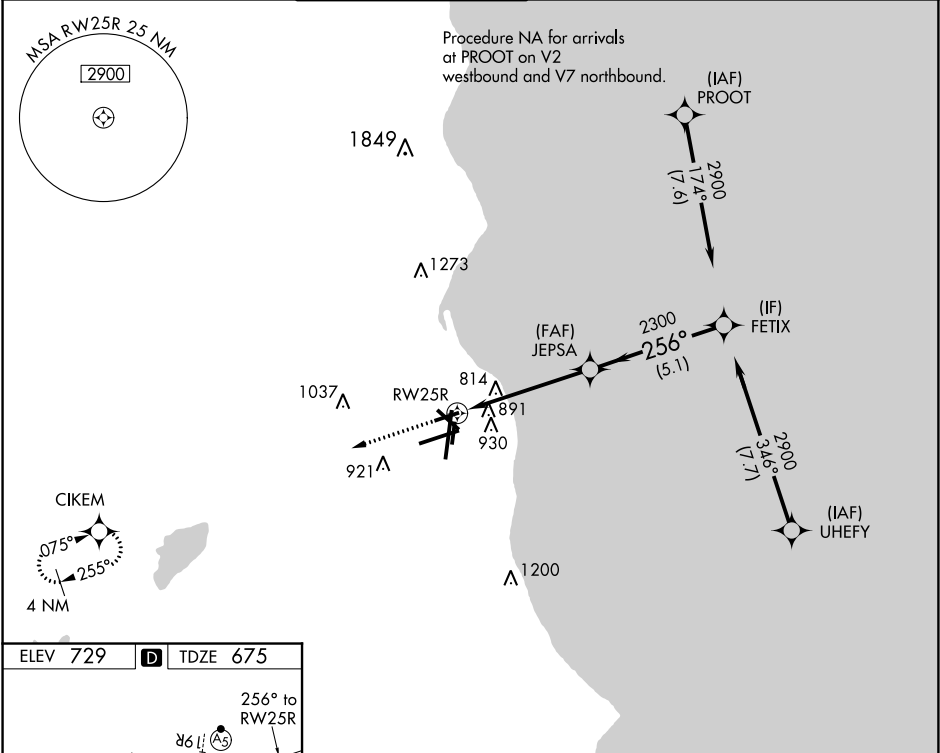 MSA RW25R 25 NM
2900
Procedure NA for arrivals
at PROOT on V2
westbound and V7 northbound.
(IAF)
PROOT
1849
2900
174°
(7.6)
1273
(IF)
FETIX
(FAF)
JEPSA
2300
256°
(5.1)
814
RW25R
1037
891
930
921
2900
346°
(7.7)
(IAF)
UHEFY
CIKEM
075°
255°
4 NM
1200
ELEV 729 D TDZE 675
256° to
RW25R
19R
A5